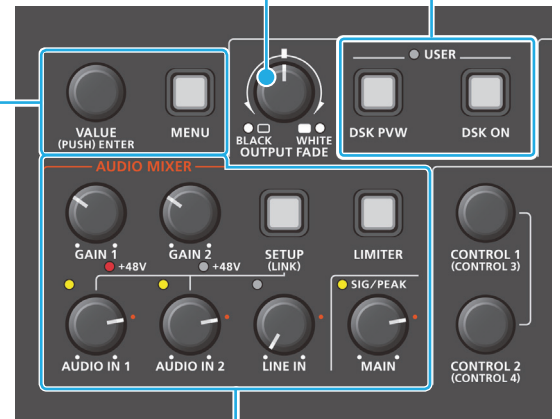 USER
VALUE
(PUSH) ENTER
MENU
BLACK
WHITE
OUTPUT FADE
DSK PVW
DSK ON
AUDIO MIXER
GAIN 1
GAIN 2
SETUP
(LINK)
LIMITER
+48V
+48V
SIG/PEAK
CONTROL 1
(CONTROL 3)
AUDIO IN 1
AUDIO IN 2
LINE IN
MAIN
CONTROL 2
(CONTROL 4)